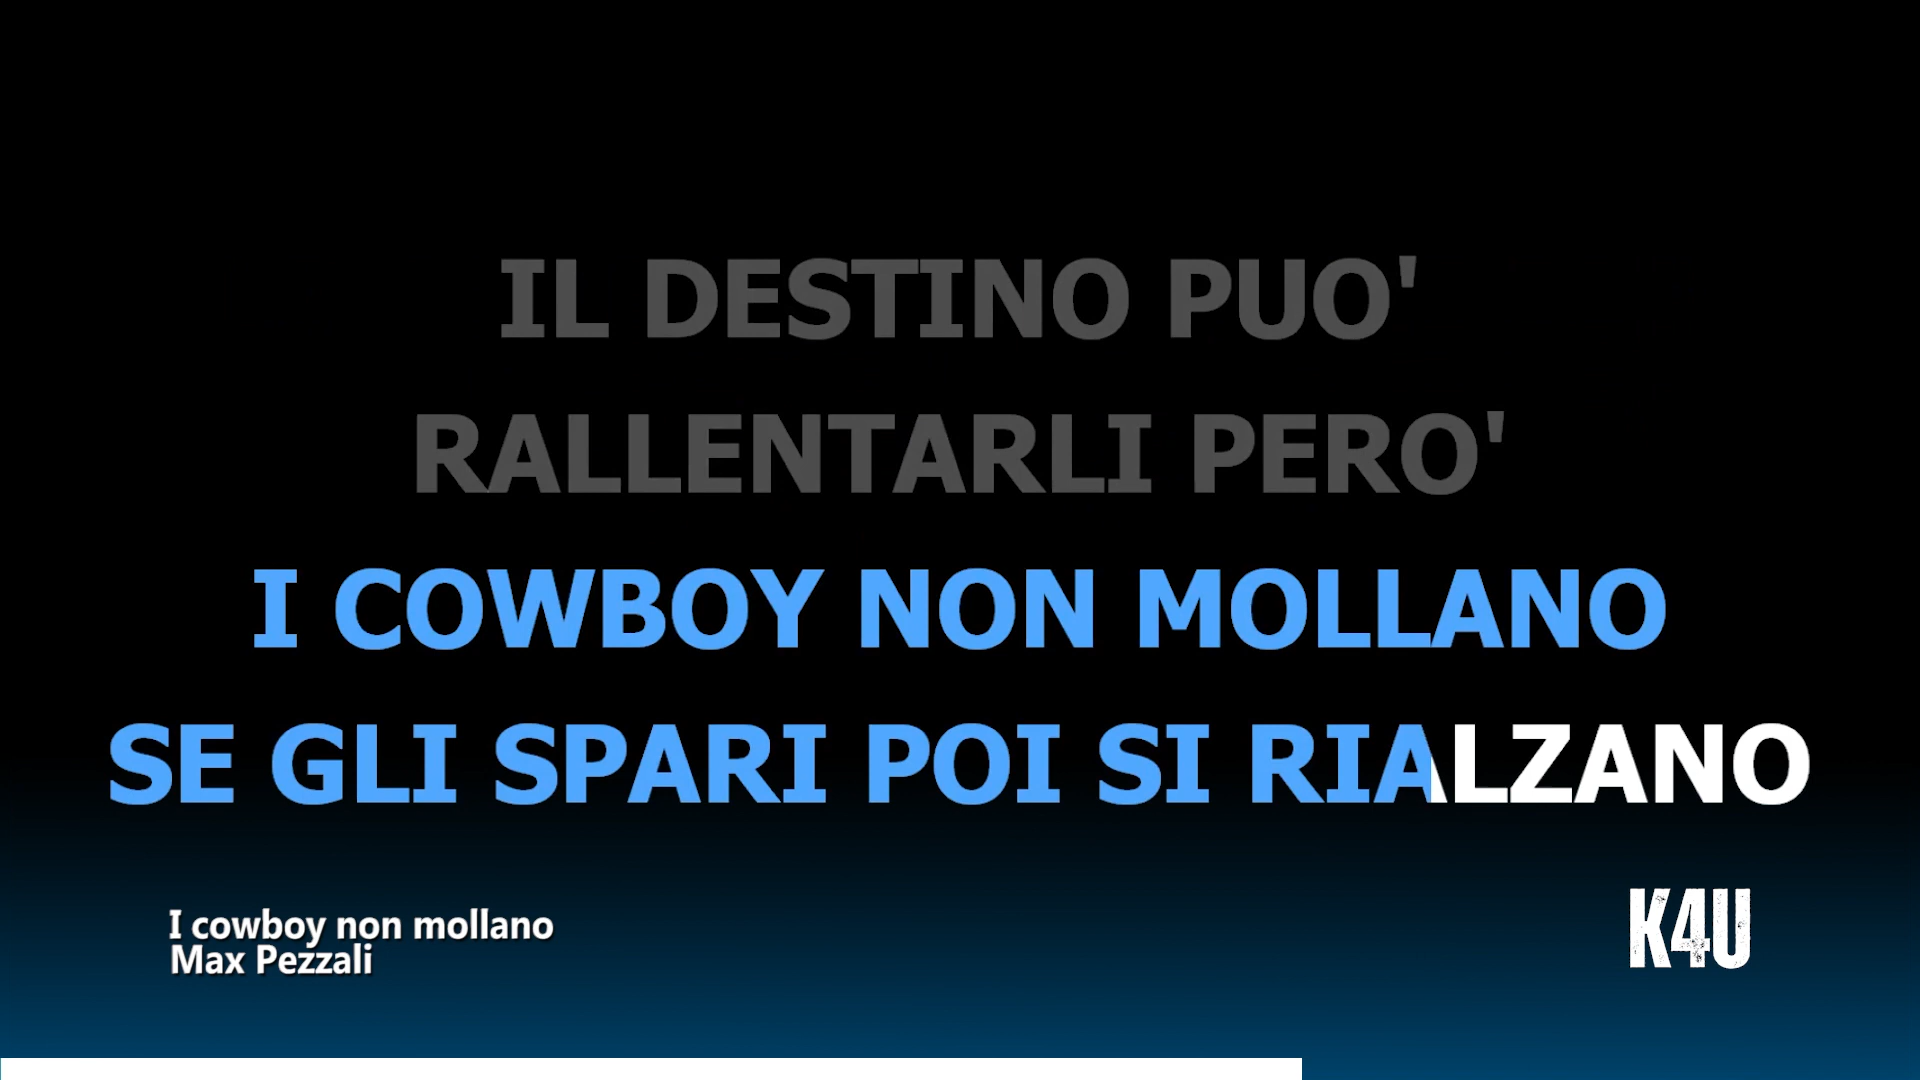 IL DESTINO PUO'
RALLENTARLI PERO'
I COWBOY NON MOLLANO
SE GLI SPARI POI SI RIALZANO
I cowboy non mollano
Max Pezzali
K4U